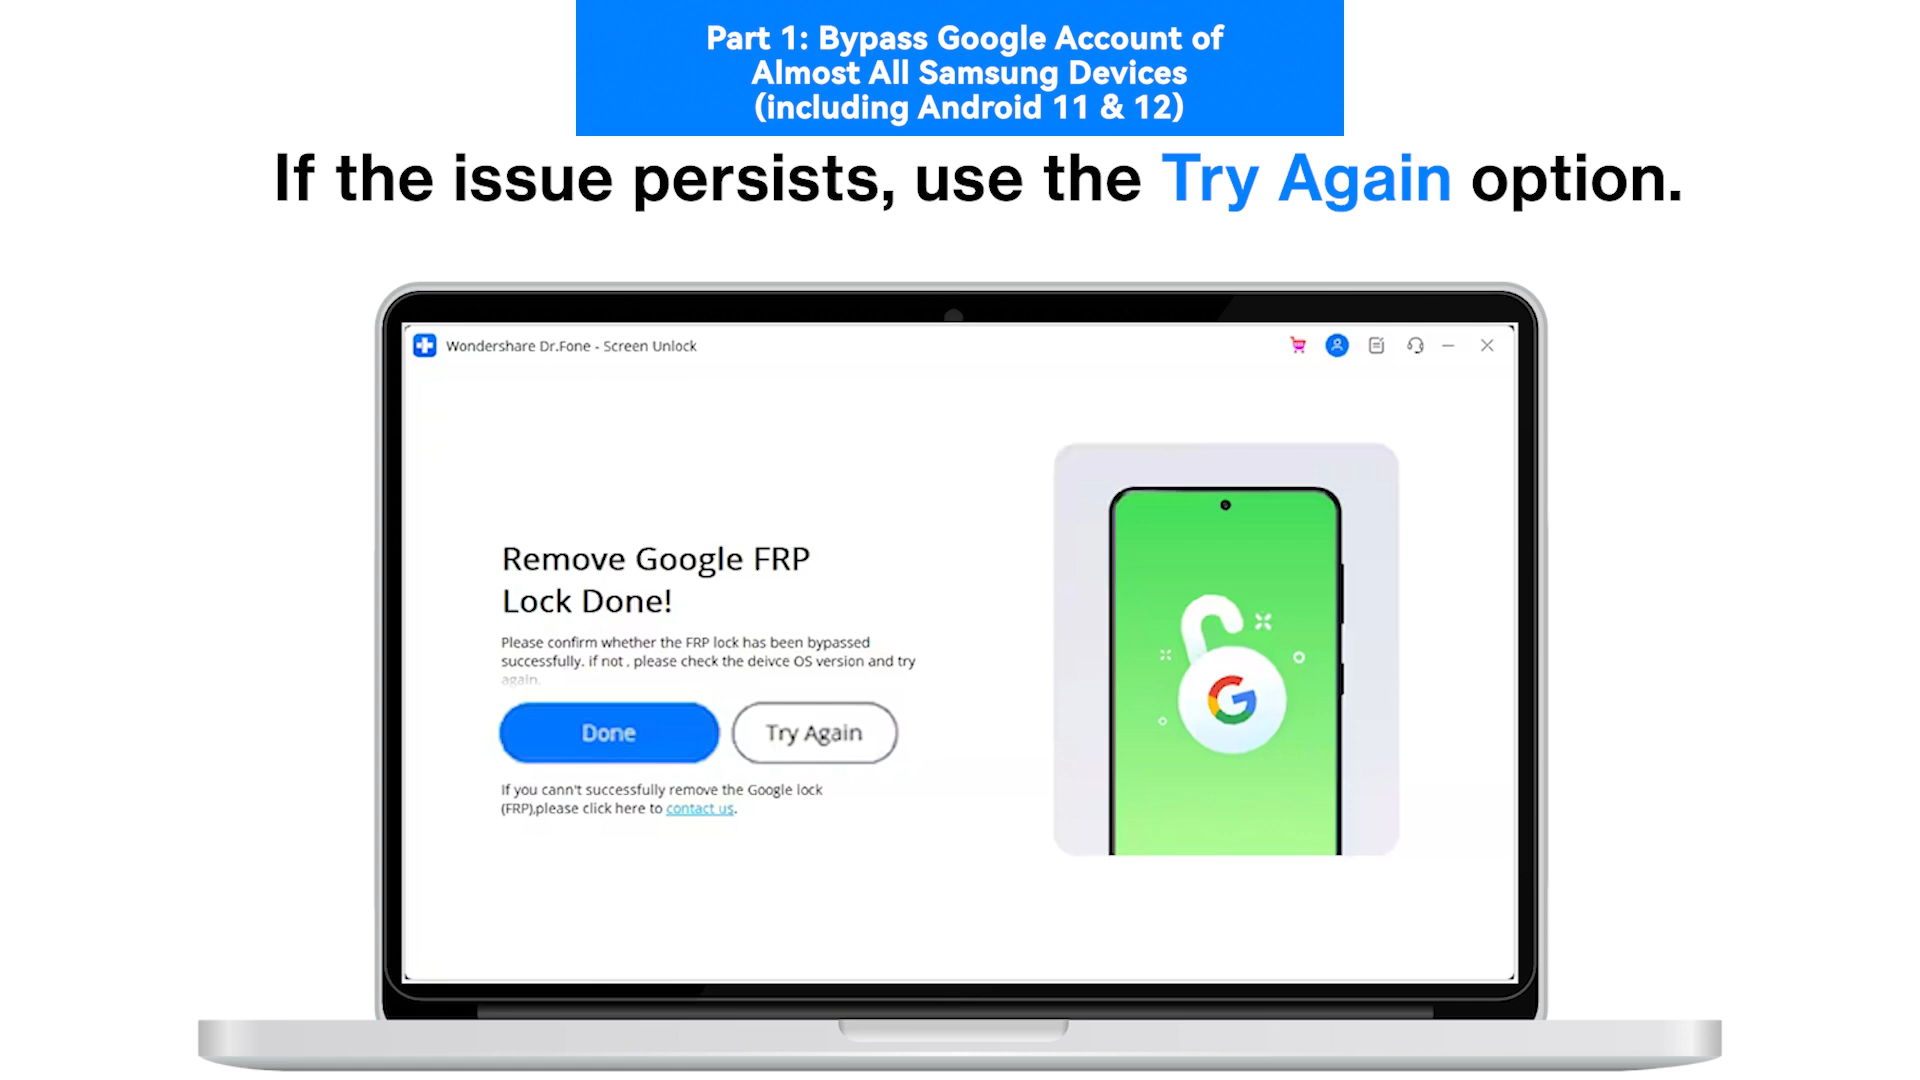 Part 1: Bypass Google Account of
Almost All Samsung Devices
(including Android 11 & 12)
If the issue persists, use the Try Again option.
Wondershare Dr.Fone - Screen Unlock
Remove Google FRP
Lock Done!
Please confirm whether the FRP lock has been bypassed
successfully. if not , please check the deivce OS version and try
again.
Done
Try Again
If you cann't successfully remove the Google lock
(FRP),please click here to contact us.
G